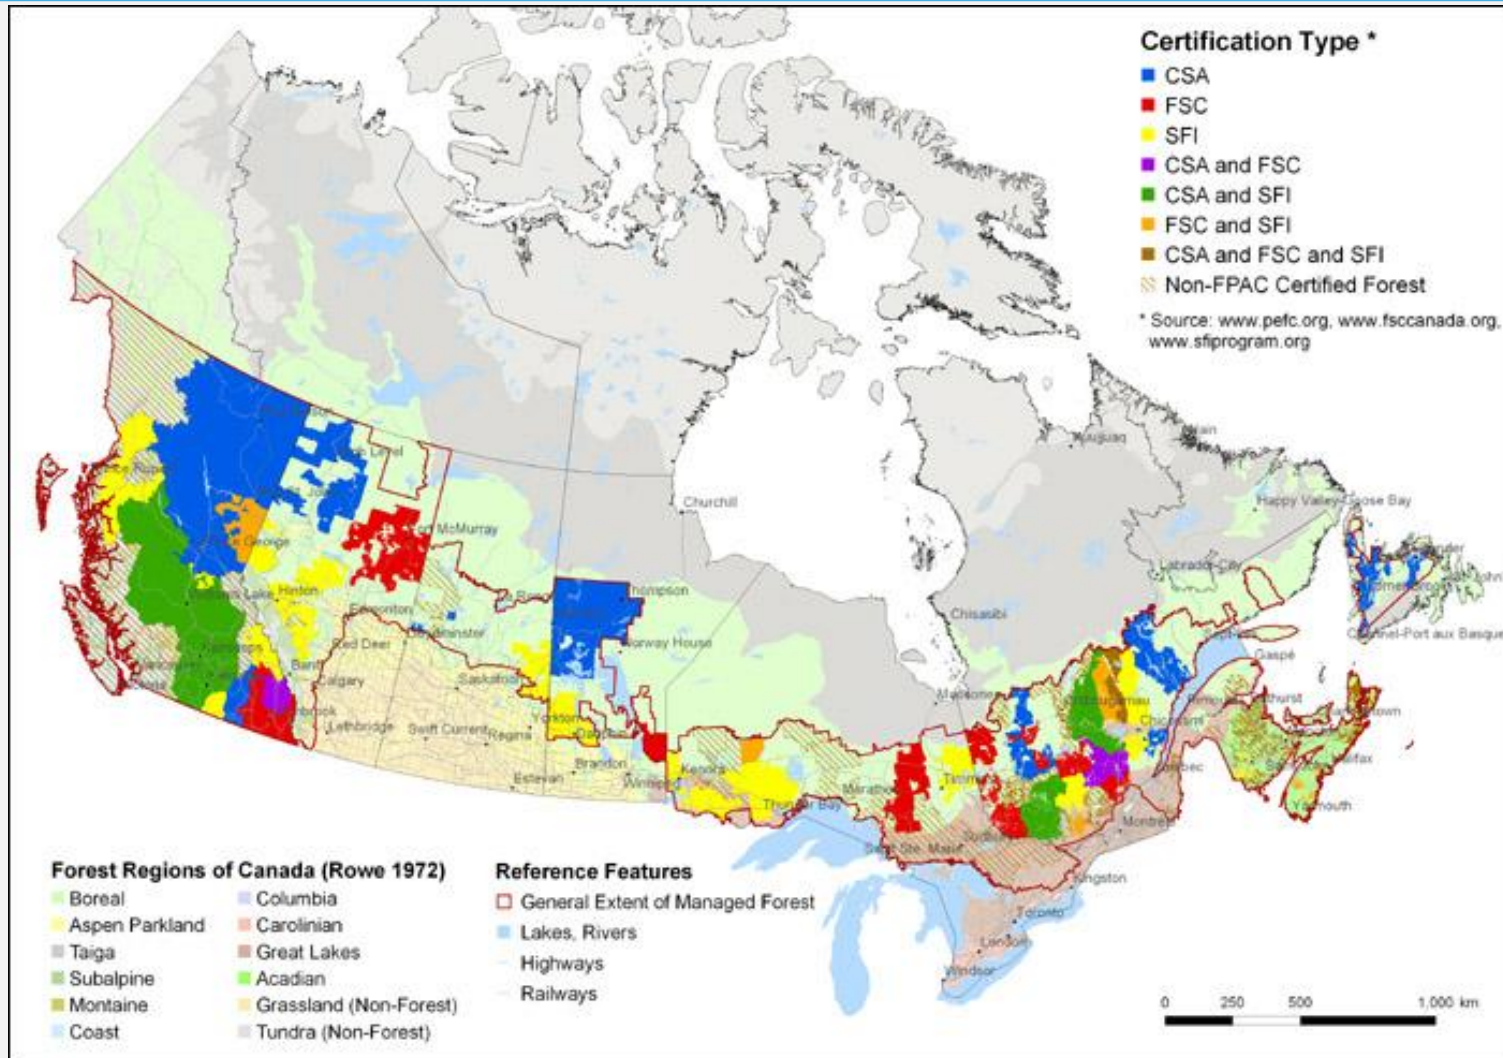 Certification Type *
CSA
FSC
SFI
CSA and FSC
CSA and SFI
FSC and SFI
CSA and FSC and SFI
Non-FPAC Certified Forest
* Source: www.pefc.org, www.fsccanada.org,
www.sfiprogram.org
Nain
Churchill
Happy Valley-Goose Bay
Fort McMurray
George
Labrador-City
Hinton
Thompson
Edmonton
Chisasibi
Norway House
Red Deer
Gaspé
Banff
Saskatoon
Calgary
Yorkton
Lethbridge
Swift Current
Regina
Dauphin
Brandon
Kenora
Estevan
Winnipeg
Thunder Bay
Marathon
Timmins
Halifax
Yarmouth
Montreal
Sudbury
Sault Ste. Marie
Kingston
Toronto
London
Windsor
Forest Regions of Canada (Rowe 1972)
Boreal
Aspen Parkland
Taiga
Subalpine
Montaine
Coast
Columbia
Carolinian
Great Lakes
Acadian
Grassland (Non-Forest)
Tundra (Non-Forest)
Reference Features
General Extent of Managed Forest
Lakes, Rivers
Highways
Railways
0 250 500 1,000 km